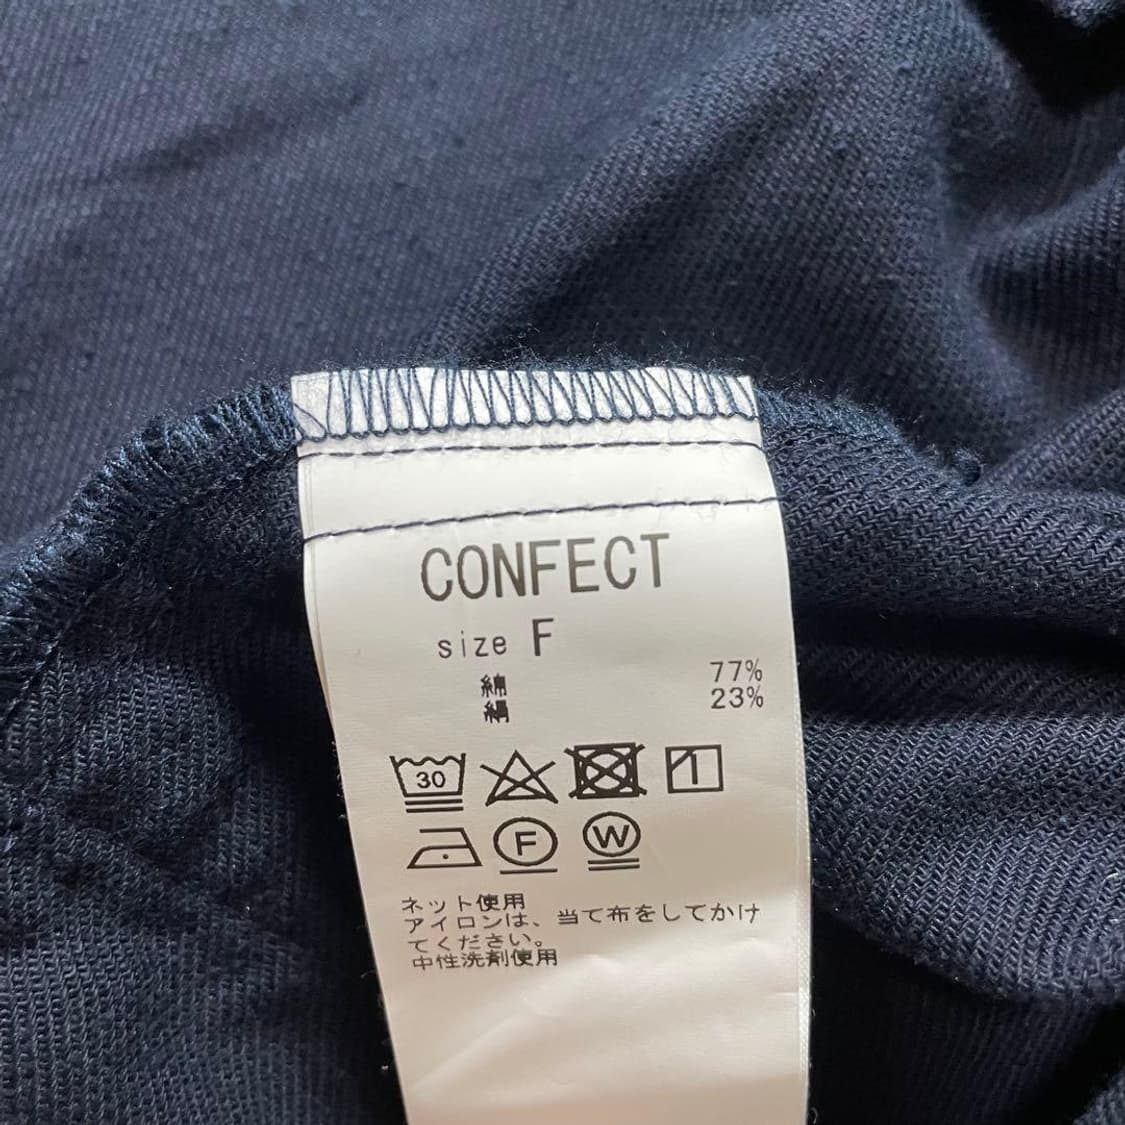 CONFECT
size F
綿 77%
絹 23%
30
F W
ネット使用
アイロンは、当て布をしてかけ
てください。
中性洗剤使用